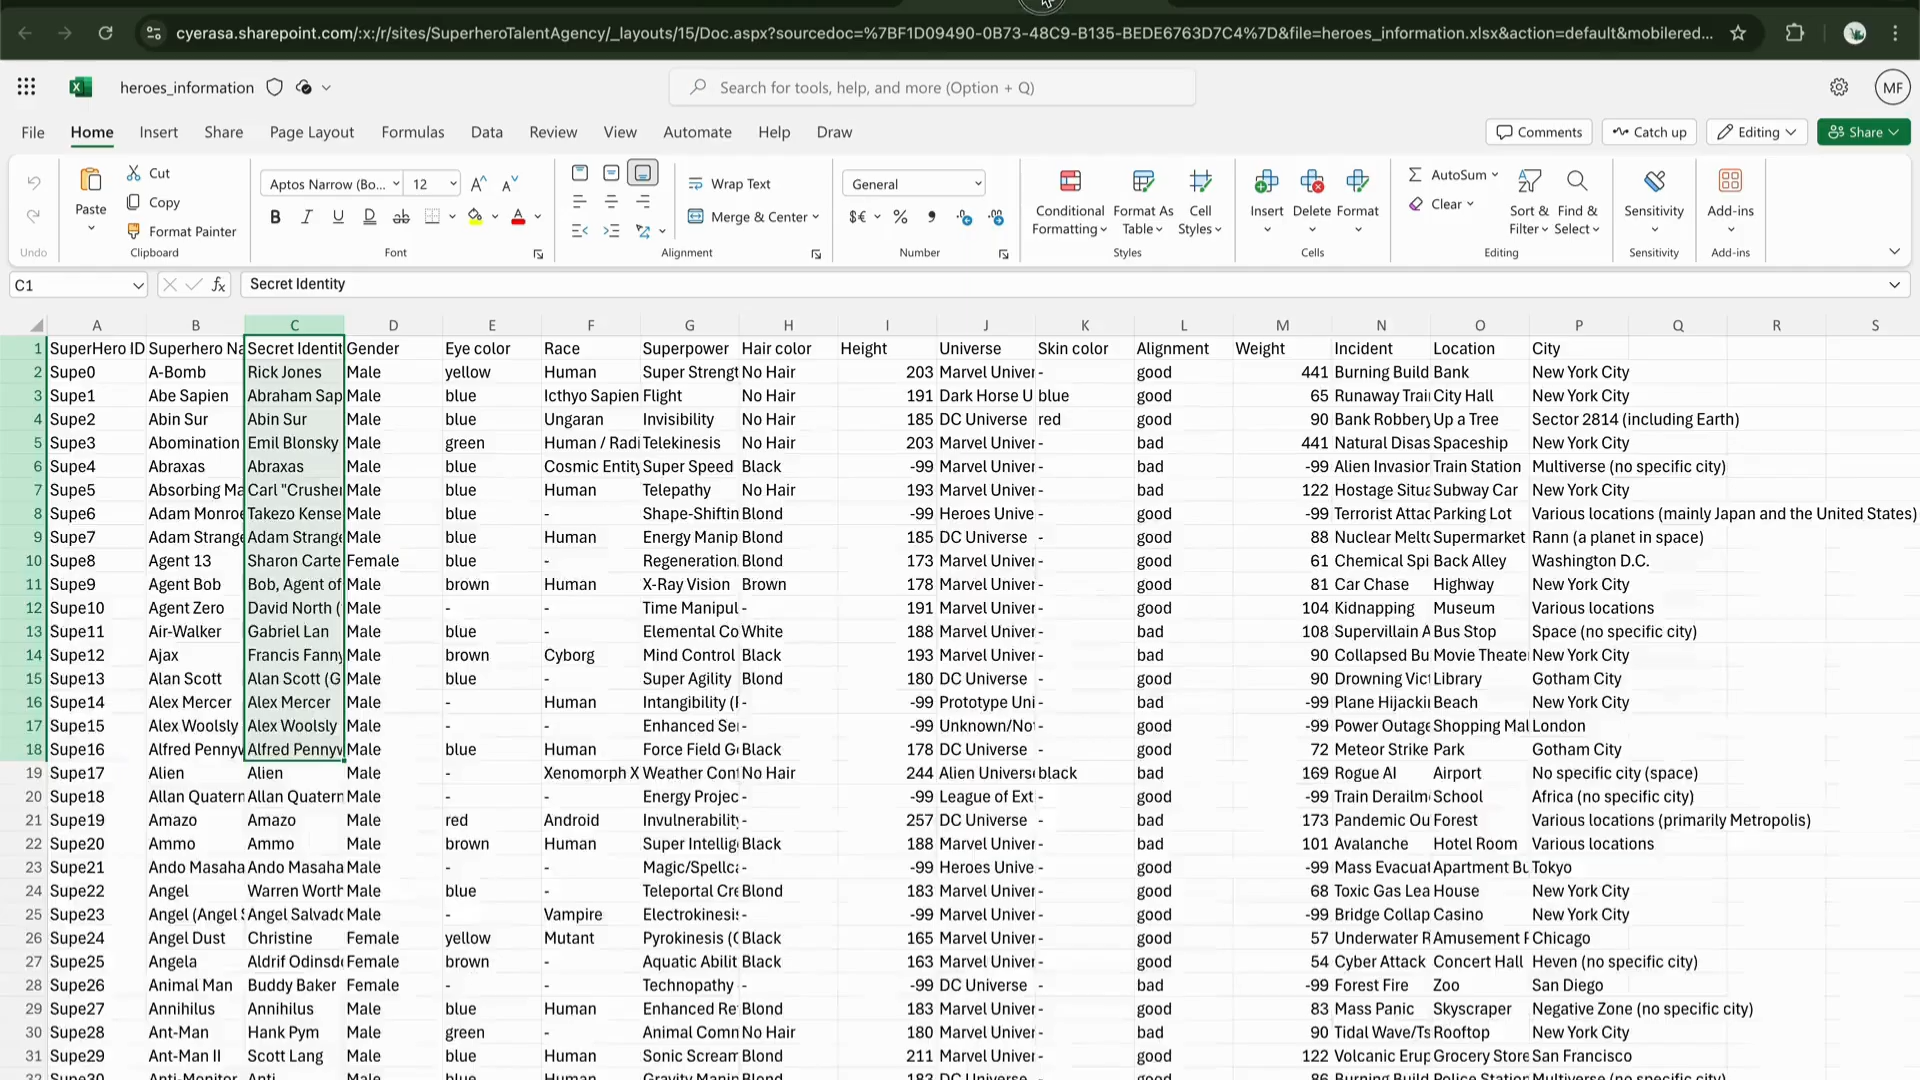 cyerasa.sharepoint.com/:x:/r/sites/SuperheroTalentAgency/_layouts/15/Doc.aspx?sourcedoc=%7BF1D09490-0B73-48C9-B135-BEDE6763D7C4%7D&file=heroes_information.xlsx&action=default&mobilered...
heroes_information
Search for tools, help, and more (Option + Q)
MF
File Home Insert Share Page Layout Formulas Data Review View Automate Help Draw Comments Catch up Editing Share
Undo
Paste Cut Copy Format Painter Clipboard
Aptos Narrow (Bo... 12 Font
Wrap Text Merge & Center Alignment
General Number
Conditional Formatting Format As Table Cell Styles Styles
Insert Delete Format Cells
AutoSum Clear Sort & Filter Find & Select Editing
Sensitivity Sensitivity
Add-ins Add-ins
C1 fx Secret Identity
A B C D E F G H I J K L M N O P Q R S
1 SuperHero ID Superhero Na Secret Identit Gender Eye color Race Superpower Hair color Height Universe Skin color Alignment Weight Incident Location City
2 Supe0 A-Bomb Rick Jones Male yellow Human Super Strengt No Hair 203 Marvel Univer - good 441 Burning Build Bank New York City
3 Supe1 Abe Sapien Abraham Sap Male blue Icthyo Sapien Flight No Hair 191 Dark Horse U blue good 65 Runaway Trai City Hall New York City
4 Supe2 Abin Sur Abin Sur Male blue Ungaran Invisibility No Hair 185 DC Universe red good 90 Bank Robbery Up a Tree Sector 2814 (including Earth)
5 Supe3 Abomination Emil Blonsky Male green Human / Radi Telekinesis No Hair 203 Marvel Univer - bad 441 Natural Disas Spaceship New York City
6 Supe4 Abraxas Abraxas Male blue Cosmic Entity Super Speed Black -99 Marvel Univer - bad -99 Alien Invasior Train Station Multiverse (no specific city)
7 Supe5 Absorbing Ma Carl "Crusher Male blue Human Telepathy No Hair 193 Marvel Univer - bad 122 Hostage Situa Subway Car New York City
8 Supe6 Adam Monroe Takezo Kense Male blue - Shape-Shiftin Blond -99 Heroes Unive - good -99 Terrorist Attac Parking Lot Various locations (mainly Japan and the United States)
9 Supe7 Adam Strange Adam Strange Male blue Human Energy Manip Blond 185 DC Universe - good 88 Nuclear Melt Supermarket Rann (a planet in space)
10 Supe8 Agent 13 Sharon Carte Female blue - Regeneration Blond 173 Marvel Univer - good 61 Chemical Spi Back Alley Washington D.C.
11 Supe9 Agent Bob Bob, Agent of Male brown Human X-Ray Vision Brown 178 Marvel Univer - good 81 Car Chase Highway New York City
12 Supe10 Agent Zero David North ( Male - - Time Manipul - 191 Marvel Univer - good 104 Kidnapping Museum Various locations
13 Supe11 Air-Walker Gabriel Lan Male blue - Elemental Co White 188 Marvel Univer - bad 108 Supervillain A Bus Stop Space (no specific city)
14 Supe12 Ajax Francis Fanny Male brown Cyborg Mind Control Black 193 Marvel Univer - bad 90 Collapsed Bu Movie Theate New York City
15 Supe13 Alan Scott Alan Scott (G Male blue - Super Agility Blond 180 DC Universe - good 90 Drowning Vict Library Gotham City
16 Supe14 Alex Mercer Alex Mercer Male - Human Intangibility (I - -99 Prototype Uni - bad -99 Plane Hijackin Beach New York City
17 Supe15 Alex Woolsly Alex Woolsly Male - - Enhanced Se - -99 Unknown/No - good -99 Power Outage Shopping Mal London
18 Supe16 Alfred Pennyw Alfred Pennyw Male blue Human Force Field G Black 178 DC Universe - good 72 Meteor Strike Park Gotham City
19 Supe17 Alien Alien Male - Xenomorph X Weather Con No Hair 244 Alien Univers black bad 169 Rogue AI Airport No specific city (space)
20 Supe18 Allan Quatern Allan Quatern Male - - Energy Projec - -99 League of Ext - good -99 Train Derailm School Africa (no specific city)
21 Supe19 Amazo Amazo Male red Android Invulnerability - 257 DC Universe - bad 173 Pandemic Ou Forest Various locations (primarily Metropolis)
22 Supe20 Ammo Ammo Male brown Human Super Intellig Black 188 Marvel Univer - bad 101 Avalanche Hotel Room Various locations
23 Supe21 Ando Masaha Ando Masaha Male - - Magic/Spellca - -99 Heroes Unive - good -99 Mass Evacuat Apartment Bu Tokyo
24 Supe22 Angel Warren Worth Male blue - Teleportal Cre Blond 183 Marvel Univer - good 68 Toxic Gas Lea House New York City
25 Supe23 Angel (Angel S Angel Salvado Male - Vampire Electrokinesis - -99 Marvel Univer - good -99 Bridge Collap Casino New York City
26 Supe24 Angel Dust Christine Female yellow Mutant Pyrokinesis (C Black 165 Marvel Univer - good 57 Underwater R Amusement P Chicago
27 Supe25 Angela Aldrif Odinsd Female brown - Aquatic Abilit Black 163 Marvel Univer - bad 54 Cyber Attack Concert Hall Heven (no specific city)
28 Supe26 Animal Man Buddy Baker Female - - Technopathy - -99 DC Universe - bad -99 Forest Fire Zoo San Diego
29 Supe27 Annihilus Annihilus Male blue Human Enhanced Re Blond 183 Marvel Univer - good 83 Mass Panic Skyscraper Negative Zone (no specific city)
30 Supe28 Ant-Man Hank Pym Male green - Animal Comn No Hair 180 Marvel Univer - bad 90 Tidal Wave/Ts Rooftop New York City
31 Supe29 Ant-Man II Scott Lang Male blue Human Sonic Scream Blond 211 Marvel Univer - good 122 Volcanic Erup Grocery Store San Francisco